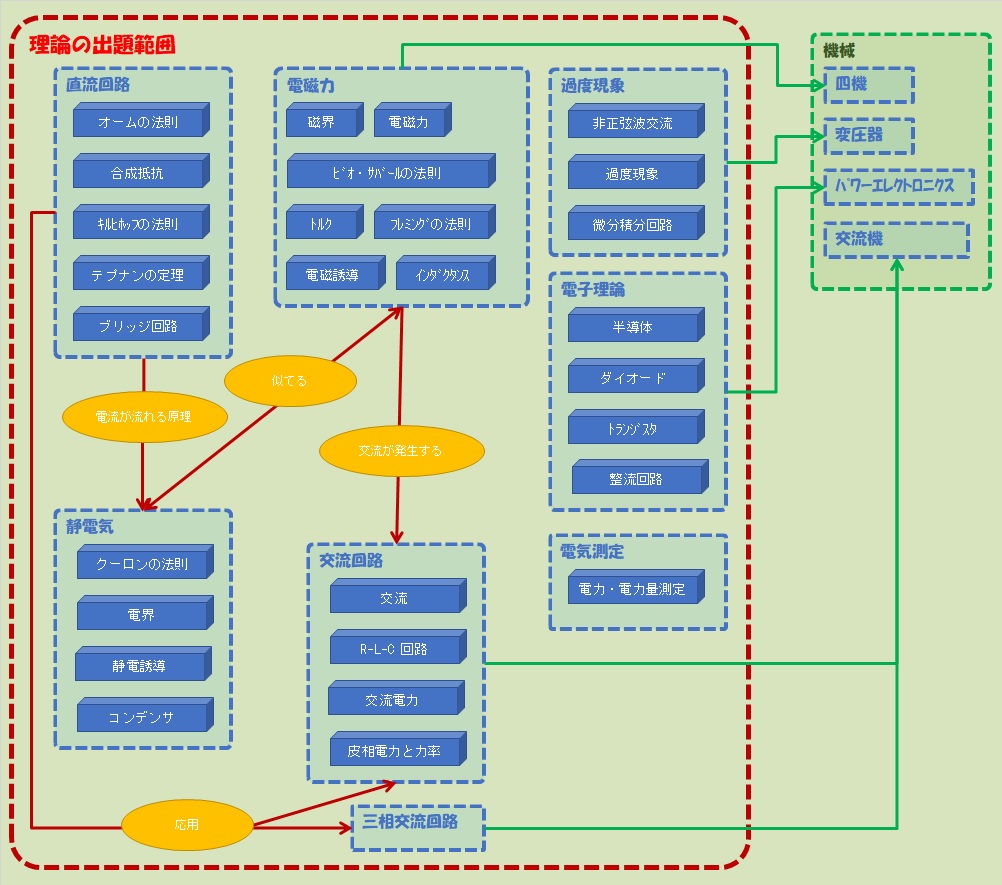 理論の出題範囲
直流回路
オームの法則
合成抵抗
ｷﾙﾋﾎｯﾌの法則
テブナンの定理
ブリッジ回路
電磁力
磁界
電磁力
ﾋﾞｵ・ｻﾊﾞｰﾙの法則
ﾄﾙｸ
ﾌﾚﾐﾝｸﾞの法則
電磁誘導
ｲﾝﾀﾞｸﾀﾝｽ
過度現象
非正弦波交流
過度現象
微分積分回路
電子理論
半導体
ダイオード
ﾄﾗﾝｼﾞｽﾀ
整流回路
電気測定
電力・電力量測定
機械
四機
変圧器
ﾊﾟﾜｰｴﾚｸﾄﾛﾆｸｽ
交流機
似てる
電流が流れる原理
交流が発生する
静電気
クーロンの法則
電界
静電誘導
コンデンサ
交流回路
交流
R-L-C 回路
交流電力
皮相電力と力率
応用
三相交流回路